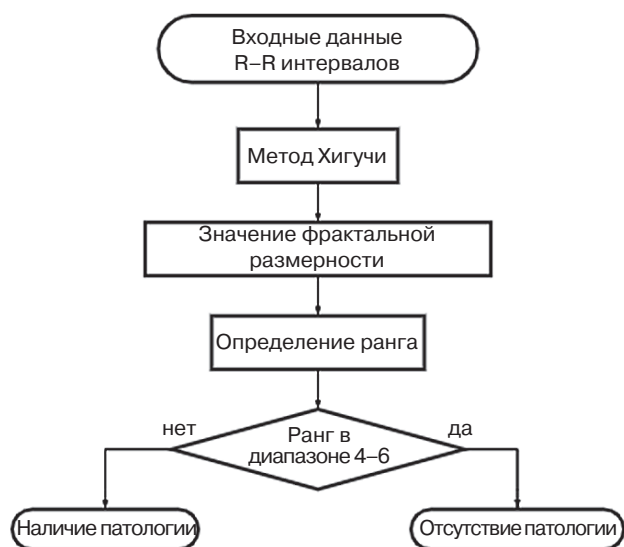 Входные данные
R–R интервалов
Метод Хигучи
Значение фрактальной
размерности
Определение ранга
нет
да
Ранг в
диапазоне 4–6
Наличие патологии
Отсутствие патологии